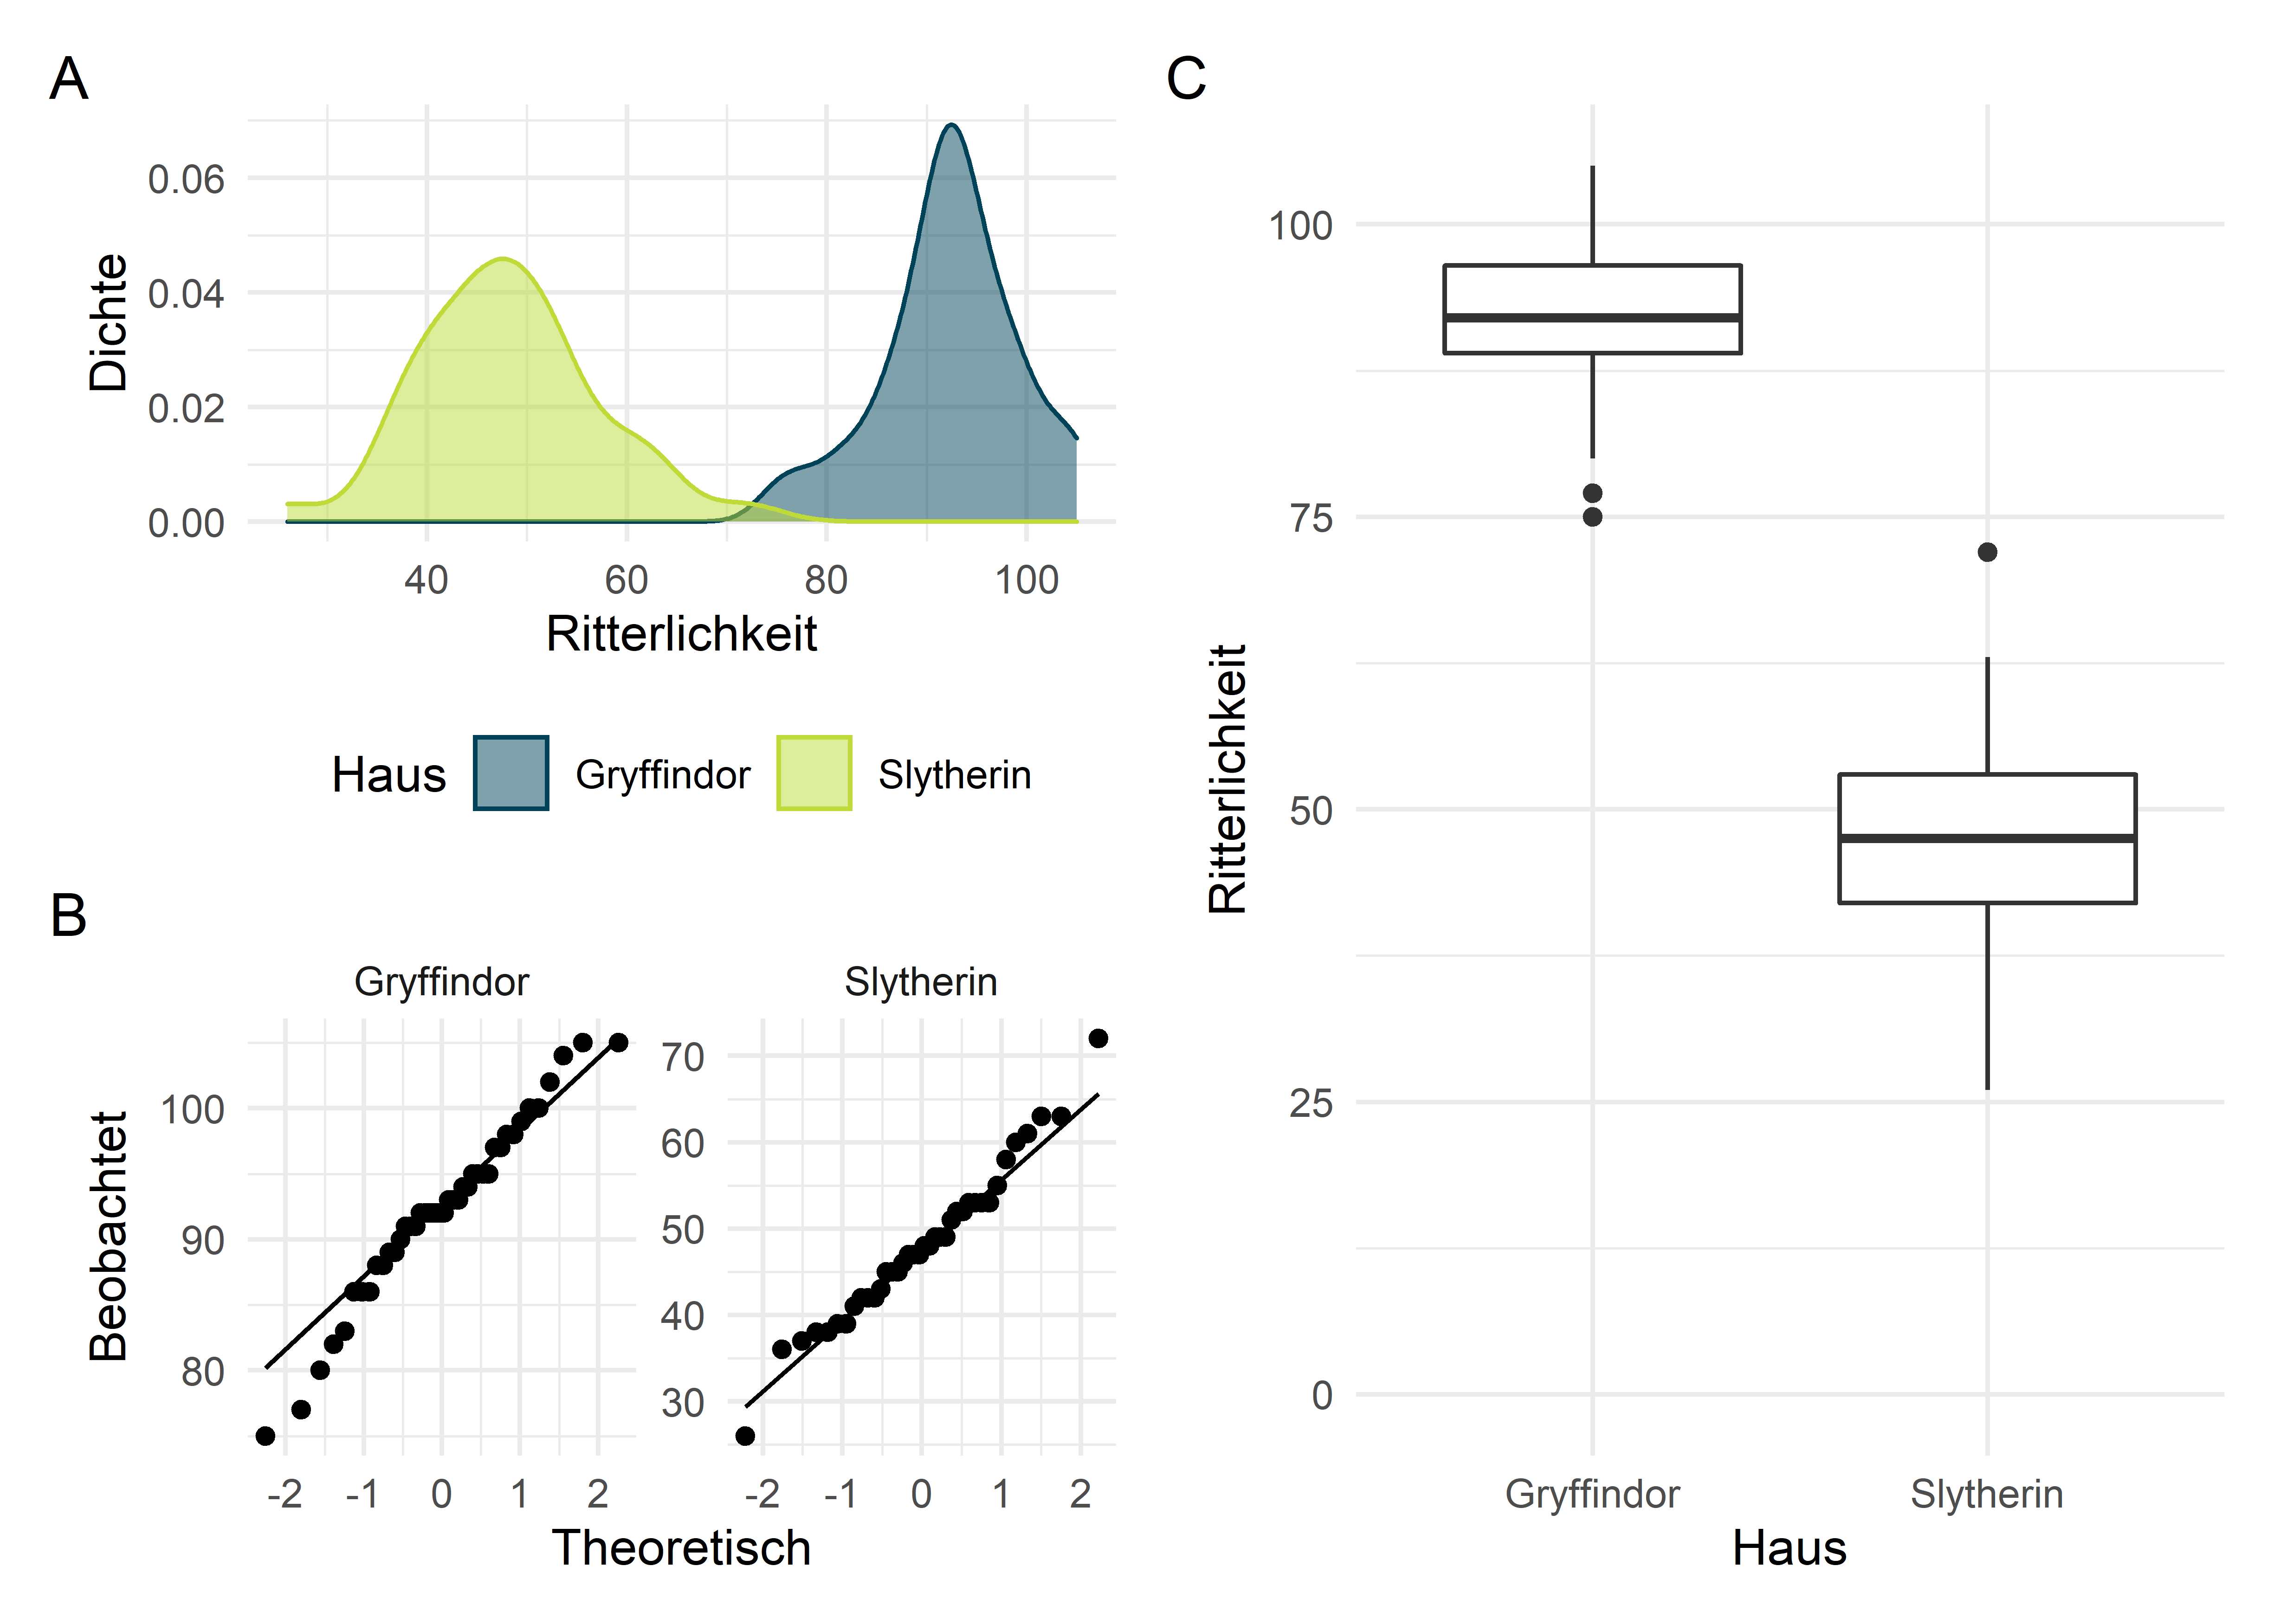 A
0.06
0.04
0.02
0.00
Dichte
40 60 80 100
Ritterlichkeit
Haus Gryffindor Slytherin
B
Gryffindor Slytherin
100
90
80
70
60
50
40
30
Beobachtet
-2 -1 0 1 2 -2 -1 0 1 2
Theoretisch
C
100
75
50
25
0
Ritterlichkeit
Gryffindor Slytherin
Haus